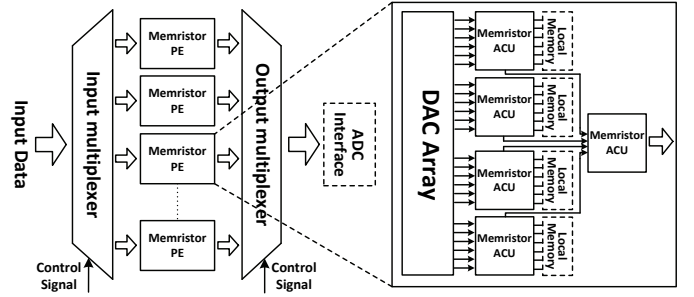 Input Data
Input multiplexer
Control
Signal
Memristor
PE
Memristor
PE
Memristor
PE
Memristor
PE
Output multiplexer
Control
Signal
ADC
Interface
DAC Array
Memristor
ACU
Local
Memory
Memristor
ACU
Local
Memory
Memristor
ACU
Local
Memory
Memristor
ACU
Local
Memory
Memristor
ACU